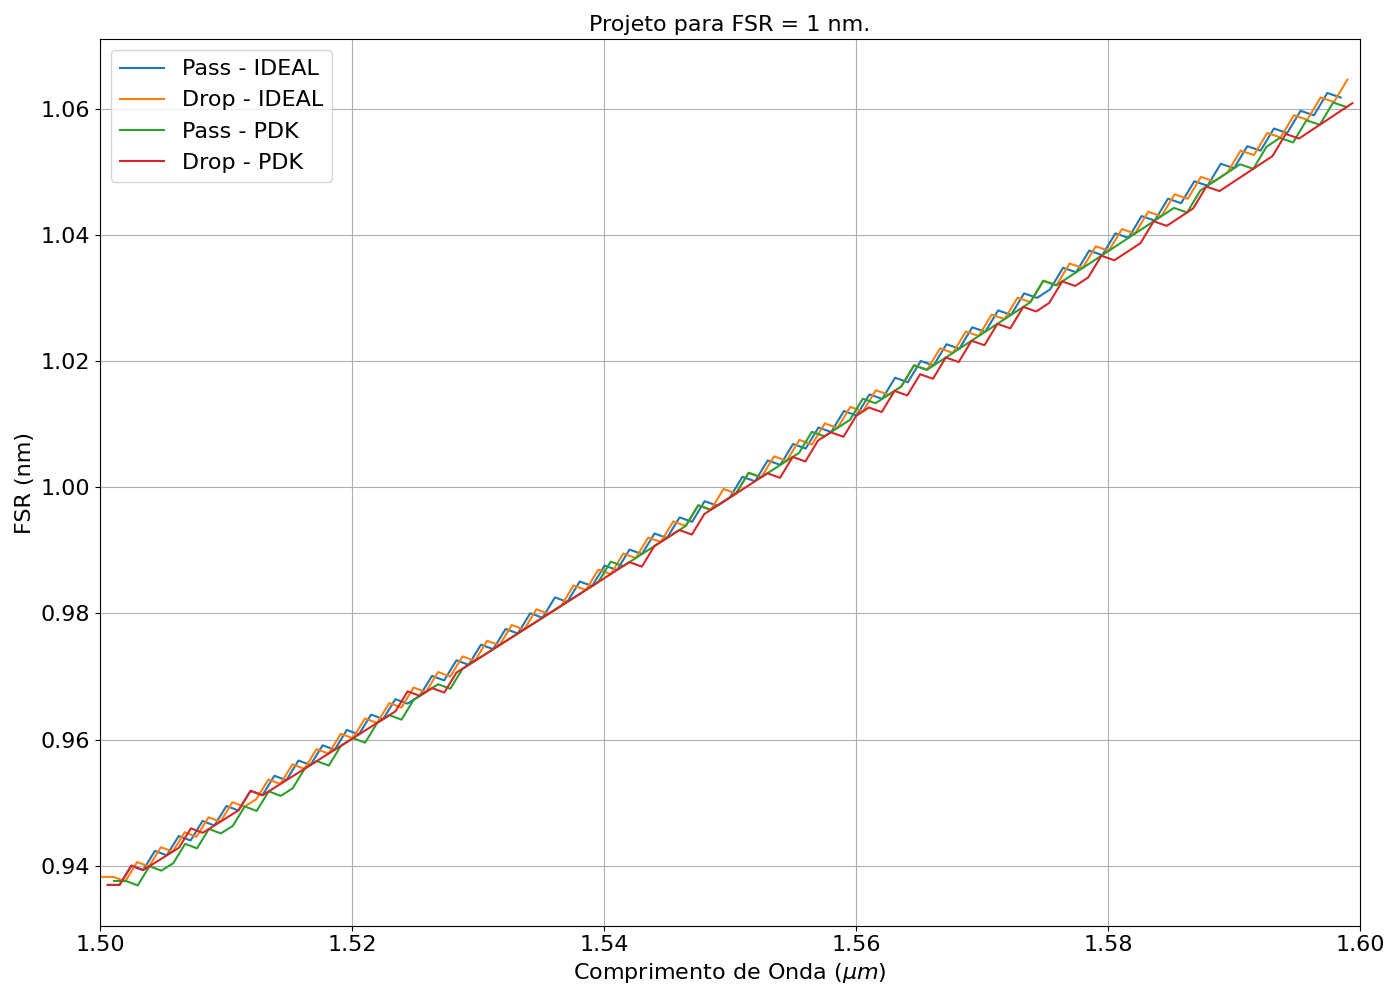 Projeto para FSR = 1 nm.
Pass - IDEAL
Drop - IDEAL
Pass - PDK
Drop - PDK
FSR (nm)
1.06
1.04
1.02
1.00
0.98
0.96
0.94
1.50 1.52 1.54 1.56 1.58 1.60
Comprimento de Onda (μm)